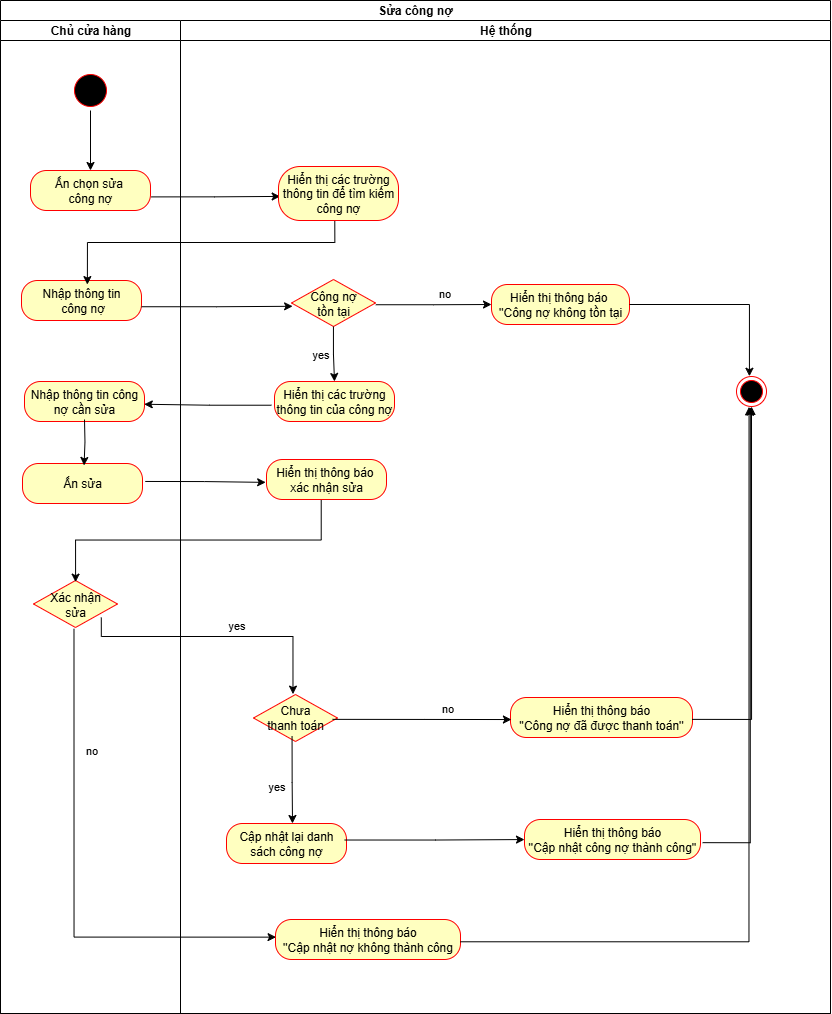 Sửa công nợ
Chủ cửa hàng
Hệ thống
Ấn chọn sửa
công nợ
Hiển thị các trường
thông tin để tìm kiếm
công nợ
Nhập thông tin
công nợ
Công nợ
tồn tại
no
Hiển thị thông báo
"Công nợ không tồn tại
yes
Nhập thông tin công
nợ cần sửa
Hiển thị các trường
thông tin của công nợ
Ấn sửa
Hiển thị thông báo
xác nhận sửa
Xác nhận
sửa
yes
Chưa
thanh toán
no
Hiển thị thông báo
"Công nợ đã được thanh toán"
no
yes
Cập nhật lại danh
sách công nợ
Hiển thị thông báo
"Cập nhật công nợ thành công"
Hiển thị thông báo
"Cập nhật nợ không thành công